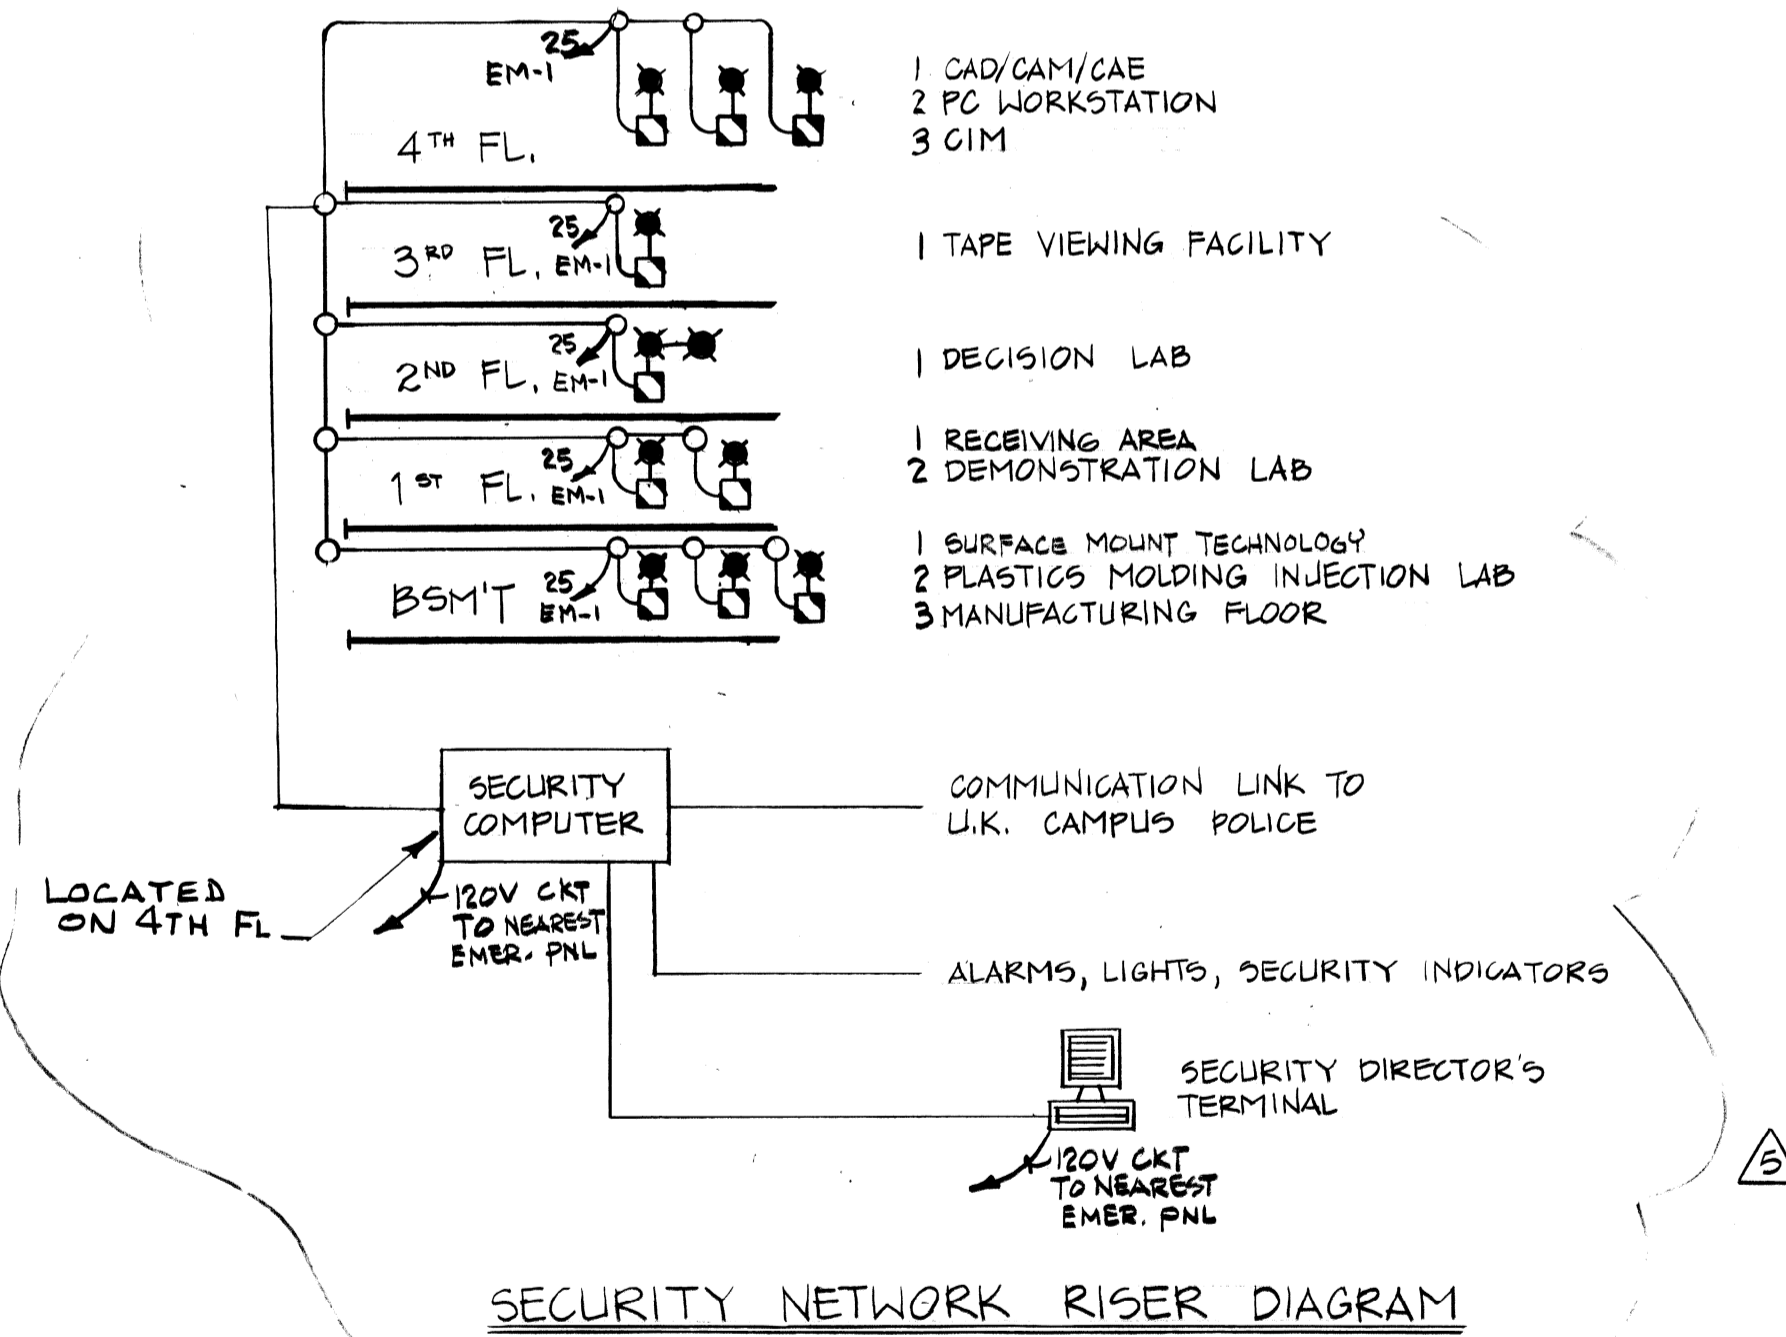 25
EM-1
4TH FL.
1 CAD/CAM/CAE
2 PC WORKSTATION
3 CIM
25
3RD FL. EM-1
1 TAPE VIEWING FACILITY
25
2ND FL. EM-1
1 DECISION LAB
25
1ST FL. EM-1
1 RECEIVING AREA
2 DEMONSTRATION LAB
25
BSM'T EM-1
1 SURFACE MOUNT TECHNOLOGY
2 PLASTICS MOLDING INJECTION LAB
3 MANUFACTURING FLOOR
SECURITY
COMPUTER
COMMUNICATION LINK TO
U.K. CAMPUS POLICE
LOCATED
ON 4TH FL
120V CKT
TO NEAREST
EMER. PNL
ALARMS, LIGHTS, SECURITY INDICATORS
SECURITY DIRECTOR'S
TERMINAL
120V CKT
TO NEAREST
EMER. PNL
5
SECURITY NETWORK RISER DIAGRAM